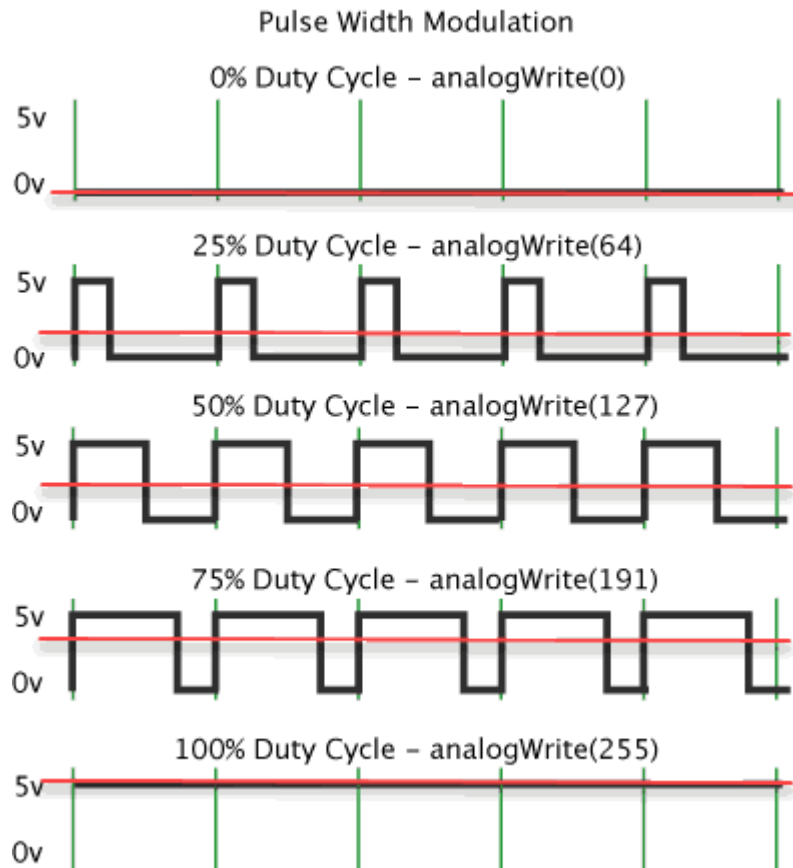 Pulse Width Modulation
0% Duty Cycle – analogWrite(0)
5v
0v
25% Duty Cycle – analogWrite(64)
5v
0v
50% Duty Cycle – analogWrite(127)
5v
0v
75% Duty Cycle – analogWrite(191)
5v
0v
100% Duty Cycle – analogWrite(255)
5v
0v